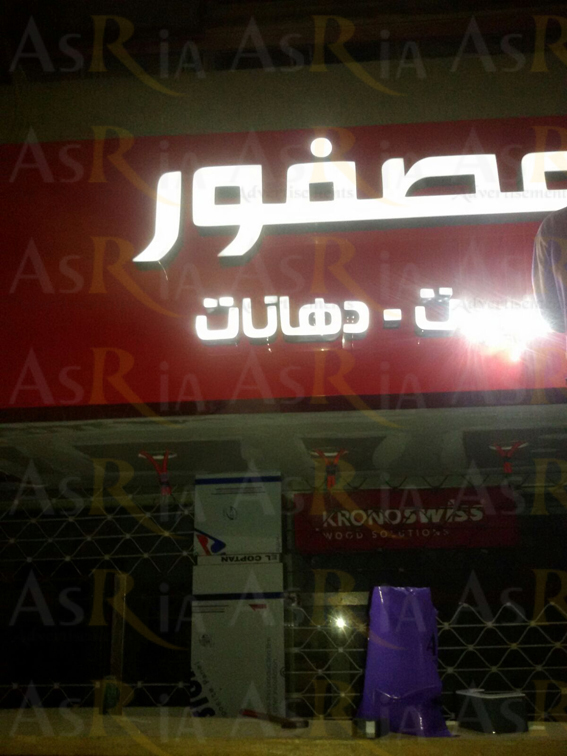 عصفور
دهانات -
KRONOSWISS
WOOD SOLUTIONS
EL COPTAN
ASRIA
Advertisements